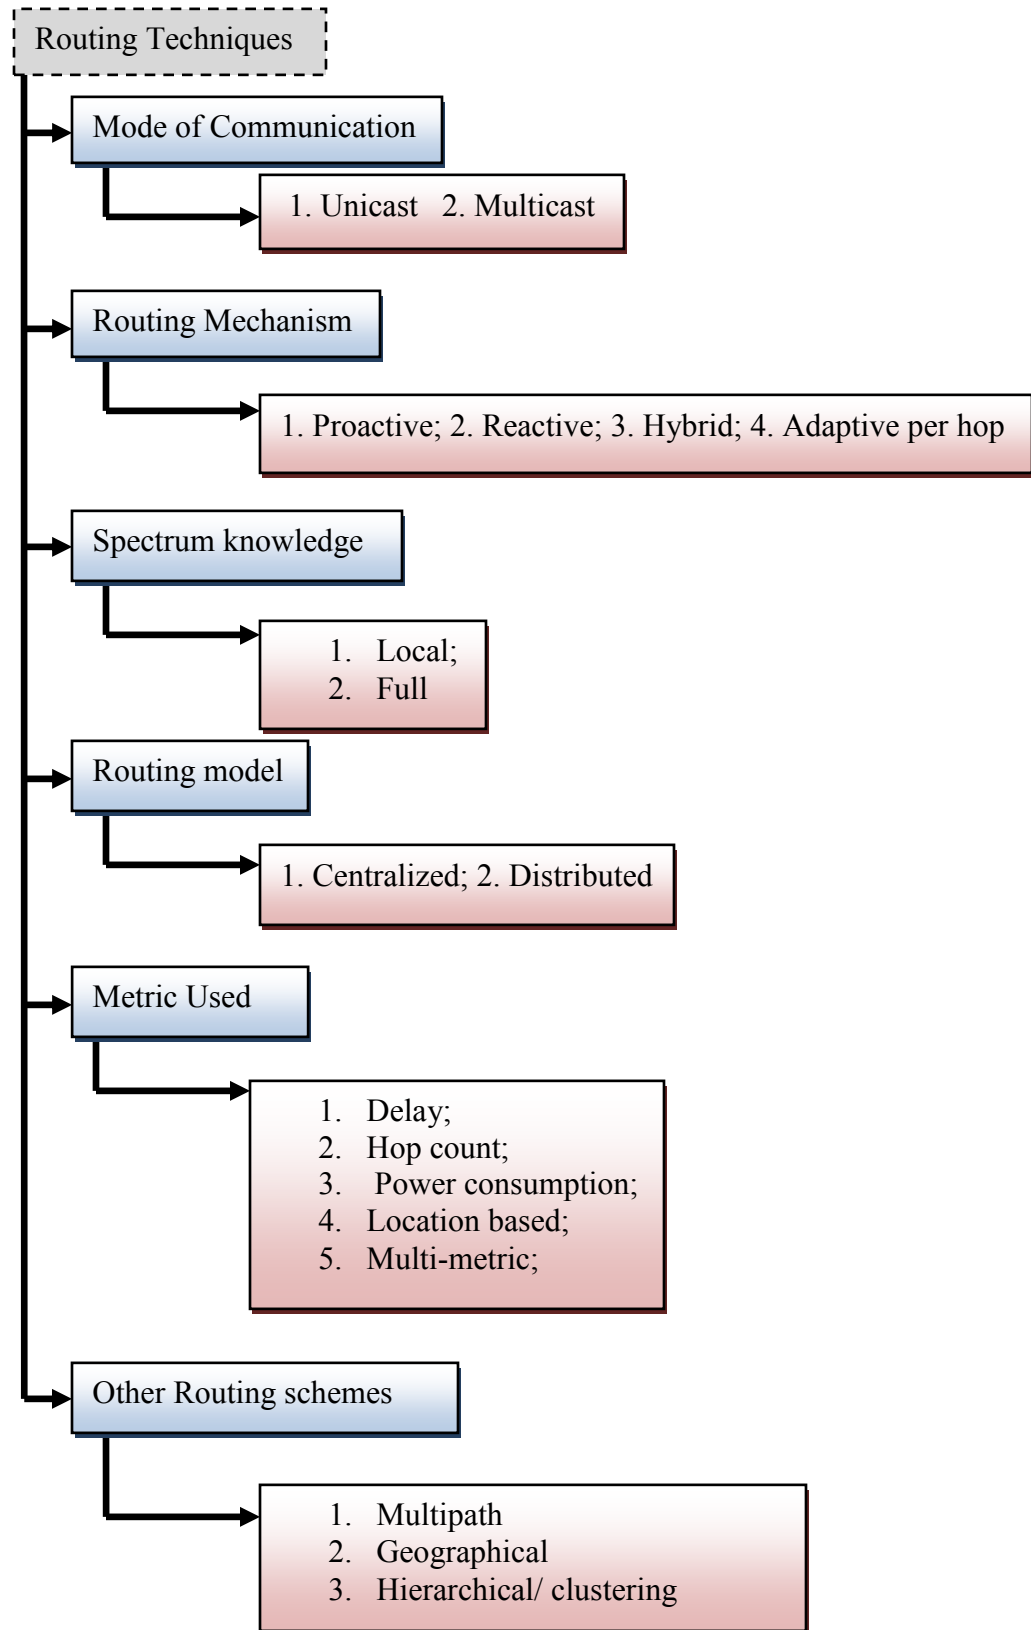 Routing Techniques
Mode of Communication
1. Unicast   2. Multicast
Routing Mechanism
1. Proactive; 2. Reactive; 3. Hybrid; 4. Adaptive per hop
Spectrum knowledge
1. Local;
2. Full
Routing model
1. Centralized; 2. Distributed
Metric Used
1. Delay;
2. Hop count;
3. Power consumption;
4. Location based;
5. Multi-metric;
Other Routing schemes
1. Multipath
2. Geographical
3. Hierarchical/ clustering